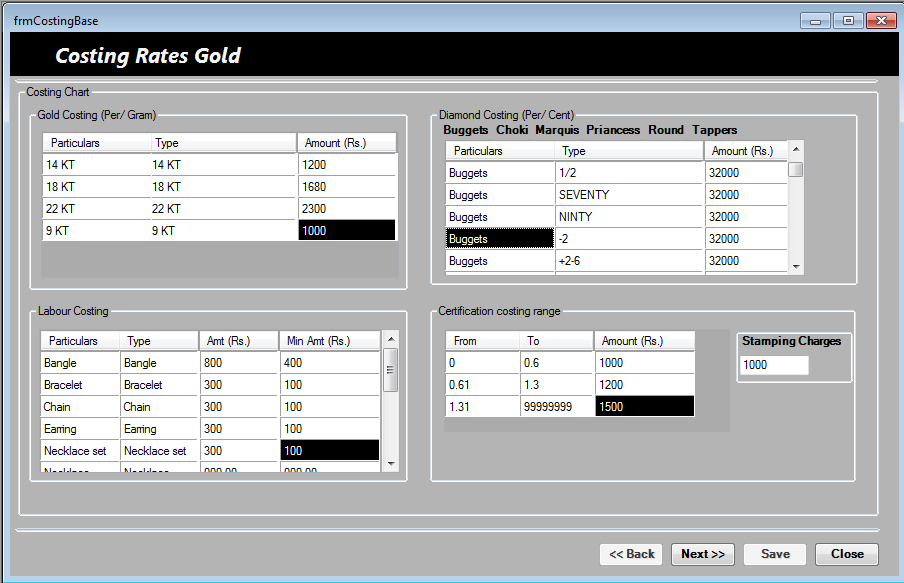 frmCostingBase
Costing Rates Gold
Costing Chart
Gold Costing (Per/ Gram)
Particulars Type Amount (Rs.)
14 KT 14 KT 1200
18 KT 18 KT 1680
22 KT 22 KT 2300
9 KT 9 KT 1000
Diamond Costing (Per/ Cent)
Buggets Choki Marquis Priancess Round Tappers
Particulars Type Amount (Rs.)
Buggets 1/2 32000
Buggets SEVENTY 32000
Buggets NINTY 32000
Buggets -2 32000
Buggets +2-6 32000
Labour Costing
Particulars Type Amt (Rs.) Min Amt (Rs.)
Bangle Bangle 800 400
Bracelet Bracelet 300 100
Chain Chain 300 100
Earring Earring 300 100
Necklace set Necklace set 300 100
Certification costing range
From To Amount (Rs.)
0 0.6 1000
0.61 1.3 1200
1.31 99999999 1500
Stamping Charges
1000
<< Back Next >> Save Close